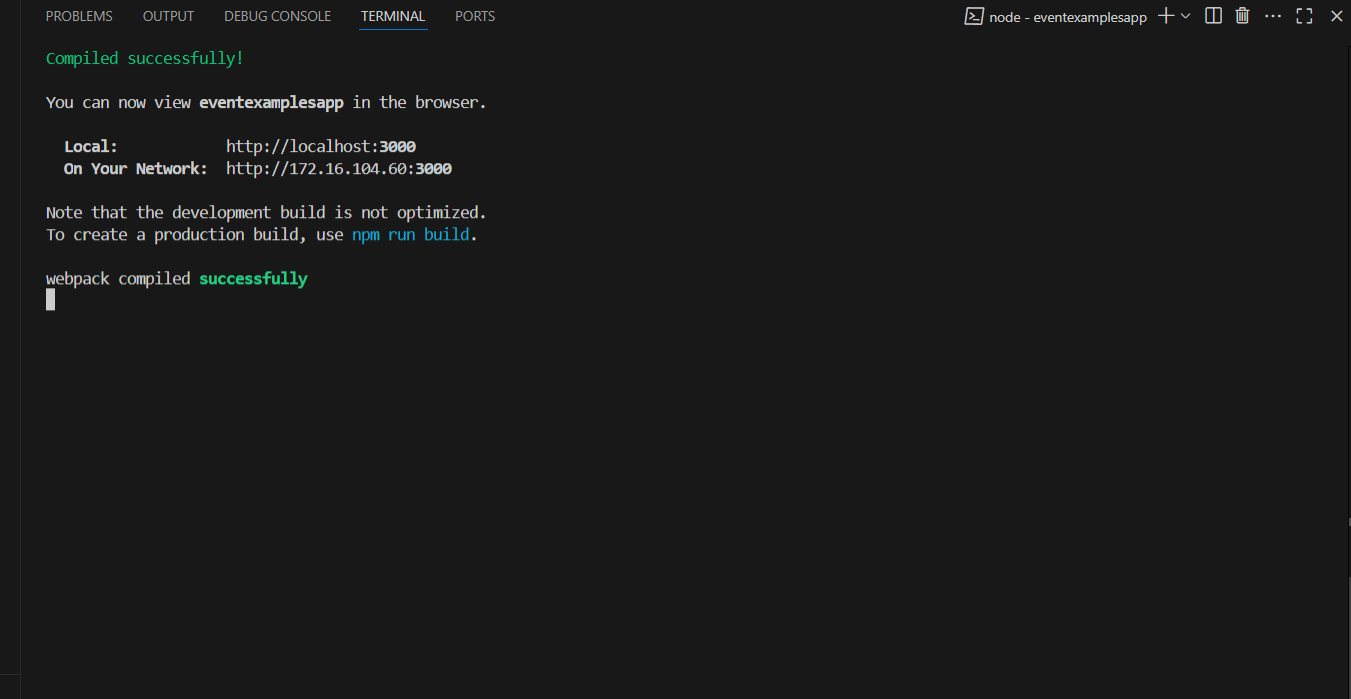 PROBLEMS OUTPUT DEBUG CONSOLE TERMINAL PORTS node - eventexamplesapp
Compiled successfully!
You can now view eventexamplesapp in the browser.
Local: http://localhost:3000
On Your Network: http://172.16.104.60:3000
Note that the development build is not optimized.
To create a production build, use npm run build.
webpack compiled successfully